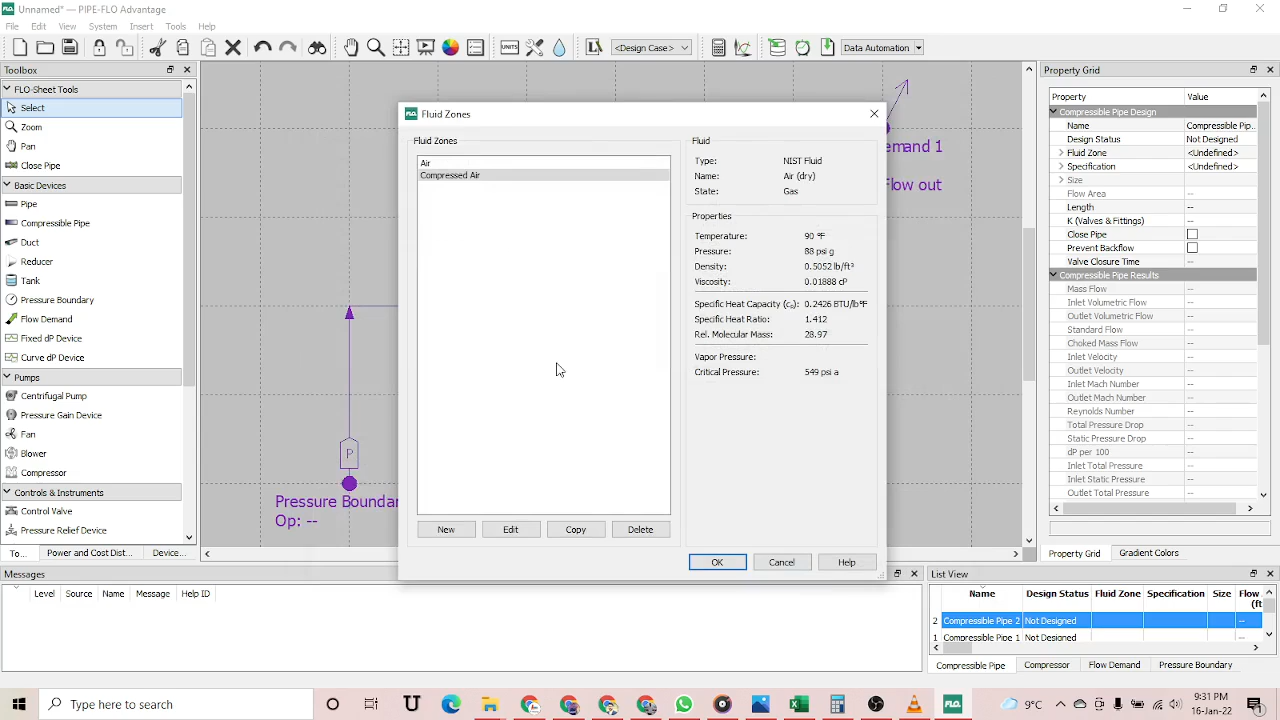 Unnamed* — PIPE-FLO Advantage
File Edit View System Insert Tools Help
UNITS <Design Case> Data Automation
Toolbox
FLO-Sheet Tools
Select
Zoom
Pan
Close Pipe
Basic Devices
Pipe
Compressible Pipe
Duct
Reducer
Tank
Pressure Boundary
Flow Demand
Fixed dP Device
Curve dP Device
Pumps
Centrifugal Pump
Pressure Gain Device
Fan
Blower
Compressor
Controls & Instruments
Control Valve
Pressure Relief Device
To... Power and Cost Dist... Device...
P
Pressure Boundar
Op: --
emand 1
Flow out
FLO Fluid Zones
Fluid Zones
Air
Compressed Air
New Edit Copy Delete
Fluid
Type: NIST Fluid
Name: Air (dry)
State: Gas
Properties
Temperature: 90 °F
Pressure: 88 psi g
Density: 0.5052 lb/ft³
Viscosity: 0.01888 cP
Specific Heat Capacity (cₚ): 0.2426 BTU/lb°F
Specific Heat Ratio: 1.412
Rel. Molecular Mass: 28.97
Vapor Pressure:
Critical Pressure: 549 psi a
OK Cancel Help
Property Grid
Property Value
Compressible Pipe Design
Name Compressible Pip...
Design Status Not Designed
Fluid Zone <Undefined>
Specification <Undefined>
Size
Flow Area --
Length --
K (Valves & Fittings) --
Close Pipe
Prevent Backflow
Valve Closure Time --
Compressible Pipe Results
Mass Flow --
Inlet Volumetric Flow --
Outlet Volumetric Flow --
Standard Flow --
Choked Mass Flow --
Inlet Velocity --
Outlet Velocity --
Inlet Mach Number --
Outlet Mach Number --
Reynolds Number --
Total Pressure Drop --
Static Pressure Drop --
dP per 100 --
Inlet Total Pressure --
Inlet Static Pressure --
Outlet Total Pressure --
Property Grid Gradient Colors
Messages
Level Source Name Message Help ID
List View
Name Design Status Fluid Zone Specification Size Flow (ft
2 Compressible Pipe 2 Not Designed --
1 Compressible Pipe 1 Not Designed --
Compressible Pipe Compressor Flow Demand Pressure Boundary
Type here to search
U
FLO
9°C
9:31 PM
16-Jan-22
1